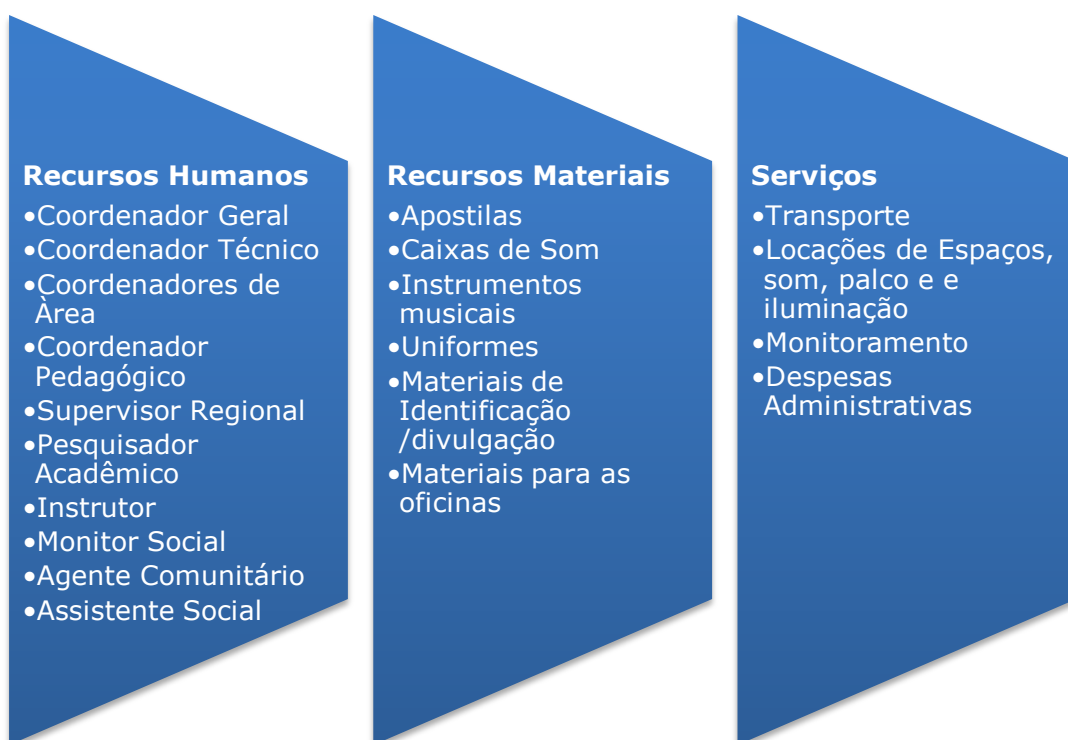 Recursos Humanos
•Coordenador Geral
•Coordenador Técnico
•Coordenadores de
Àrea
•Coordenador
Pedagógico
•Supervisor Regional
•Pesquisador
Acadêmico
•Instrutor
•Monitor Social
•Agente Comunitário
•Assistente Social
Recursos Materiais
•Apostilas
•Caixas de Som
•Instrumentos
musicais
•Uniformes
•Materiais de
Identificação
/divulgação
•Materiais para as
oficinas
Serviços
•Transporte
•Locações de Espaços,
som, palco e e
iluminação
•Monitoramento
•Despesas
Administrativas